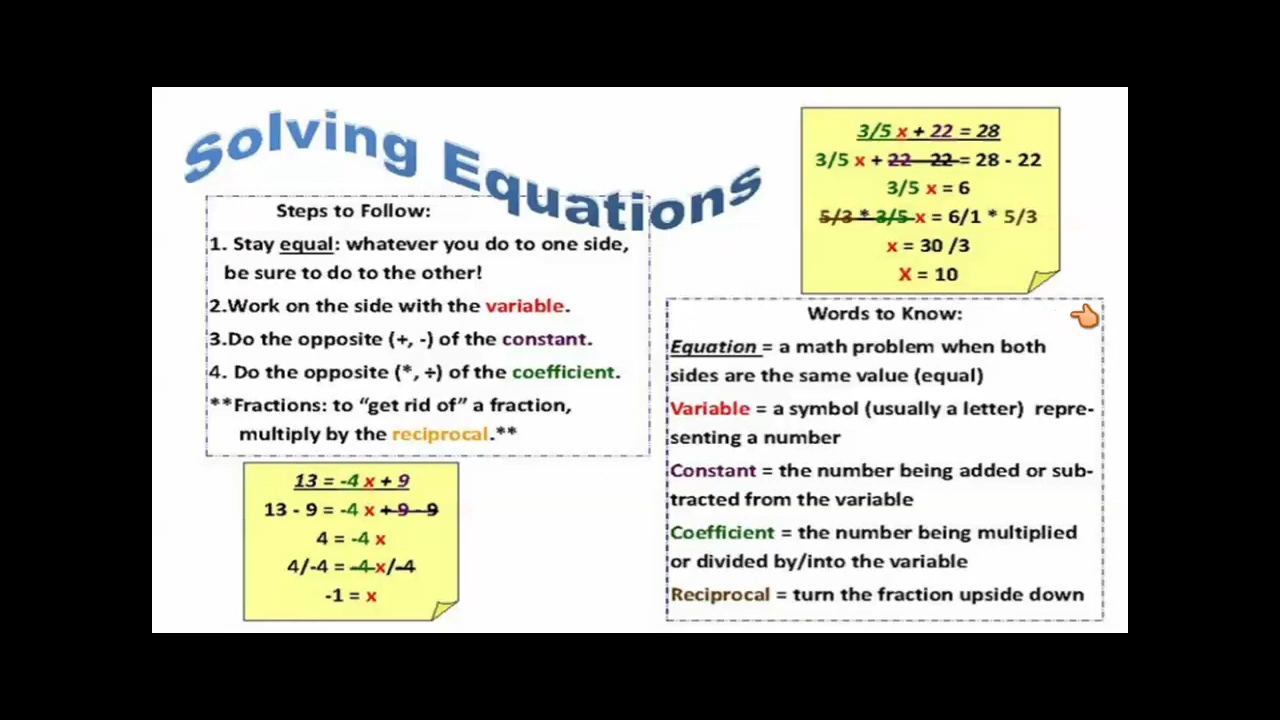 Solving Equations
Steps to Follow:
1. Stay equal: whatever you do to one side,
be sure to do to the other!
2.Work on the side with the variable.
3.Do the opposite (+, -) of the constant.
4. Do the opposite (*, ÷) of the coefficient.
**Fractions: to “get rid of” a fraction,
multiply by the reciprocal.**
13 = -4 x + 9
13 - 9 = -4 x + 9 - 9
4 = -4 x
4/-4 = -4 x/-4
-1 = x
3/5 x + 22 = 28
3/5 x + 22 - 22 = 28 - 22
3/5 x = 6
5/3 * 3/5 x = 6/1 * 5/3
x = 30 /3
X = 10
Words to Know:
Equation = a math problem when both
sides are the same value (equal)
Variable = a symbol (usually a letter) repre-
senting a number
Constant = the number being added or sub-
tracted from the variable
Coefficient = the number being multiplied
or divided by/into the variable
Reciprocal = turn the fraction upside down